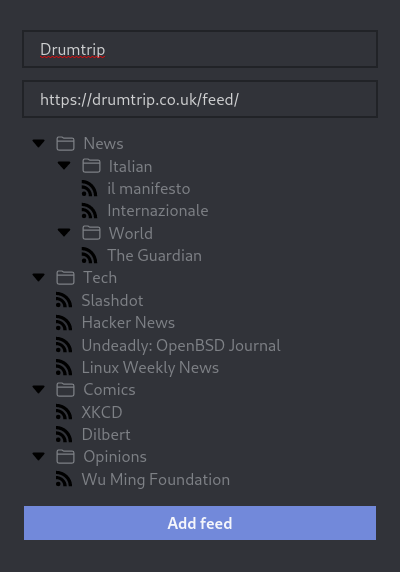 Drumtrip
https://drumtrip.co.uk/feed/
News
Italian
il manifesto
Internazionale
World
The Guardian
Tech
Slashdot
Hacker News
Undeadly: OpenBSD Journal
Linux Weekly News
Comics
XKCD
Dilbert
Opinions
Wu Ming Foundation
Add feed